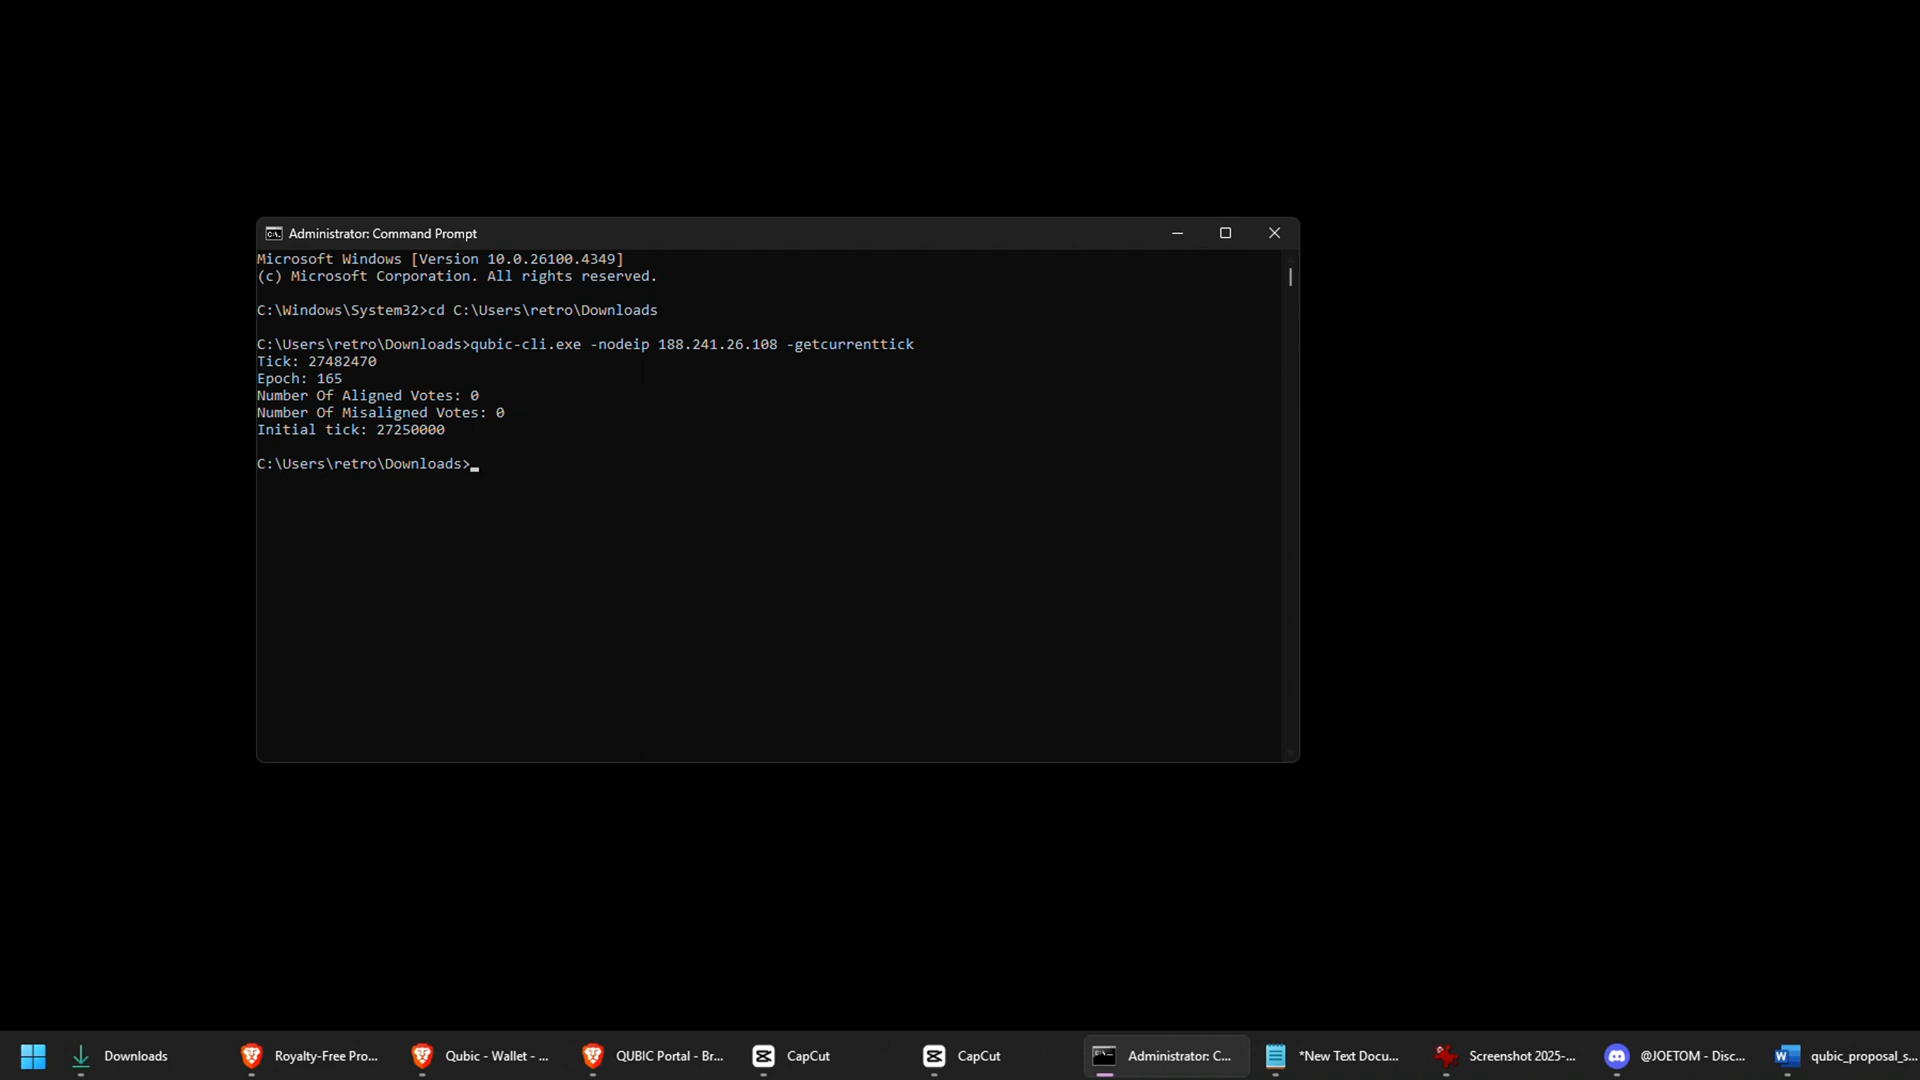 Administrator: Command Prompt
Microsoft Windows [Version 10.0.26100.4349]
(c) Microsoft Corporation. All rights reserved.
C:\Windows\System32>cd C:\Users\retro\Downloads
C:\Users\retro\Downloads>qubic-cli.exe -nodeip 188.241.26.108 -getcurrenttick
Tick: 27482470
Epoch: 165
Number Of Aligned Votes: 0
Number Of Misaligned Votes: 0
Initial tick: 27250000
C:\Users\retro\Downloads>
Downloads
Royalty-Free Pro...
Qubic - Wallet - ...
QUBIC Portal - Br...
CapCut
CapCut
Administrator: C...
*New Text Docu...
Screenshot 2025-...
@JOETOM - Disc...
qubic_proposal_s...